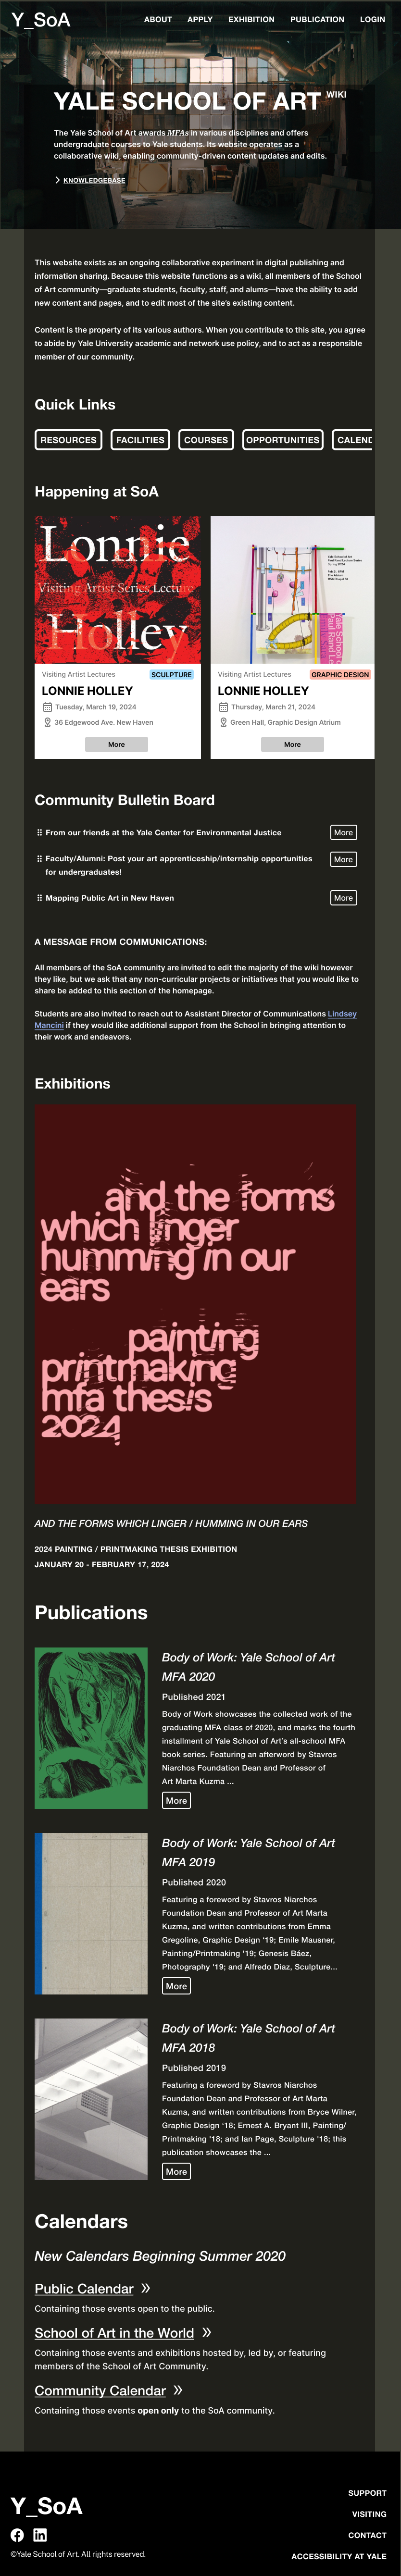 Y_SoA
ABOUT
APPLY
EXHIBITION
PUBLICATION
LOGIN
YALE SCHOOL OF ART WIKI
The Yale School of Art awards MFAs in various disciplines and offers
undergraduate courses to Yale students. Its website operates as a
collaborative wiki, enabling community-driven content updates and edits.
KNOWLEDGEBASE
This website exists as an ongoing collaborative experiment in digital publishing and
information sharing. Because this website functions as a wiki, all members of the School
of Art community—graduate students, faculty, staff, and alums—have the ability to add
new content and pages, and to edit most of the site's existing content.
Content is the property of its various authors. When you contribute to this site, you agree
to abide by Yale University academic and network use policy, and to act as a responsible
member of our community.
Quick Links
RESOURCES
FACILITIES
COURSES
OPPORTUNITIES
CALEND
Happening at SoA
Lonnie
Visiting Artist Series Lecture
Holley
Visiting Artist Lectures
SCULPTURE
LONNIE HOLLEY
Tuesday, March 19, 2024
36 Edgewood Ave. New Haven
More
Visiting Artist Lectures
GRAPHIC DESIGN
LONNIE HOLLEY
Thursday, March 21, 2024
Green Hall, Graphic Design Atrium
More
Community Bulletin Board
From our friends at the Yale Center for Environmental Justice
More
Faculty/Alumni: Post your art apprenticeship/internship opportunities
for undergraduates!
More
Mapping Public Art in New Haven
More
A MESSAGE FROM COMMUNICATIONS:
All members of the SoA community are invited to edit the majority of the wiki however
they like, but we ask that any non-curricular projects or initiatives that you would like to
share be added to this section of the homepage.
Students are also invited to reach out to Assistant Director of Communications Lindsey
Mancini if they would like additional support from the School in bringing attention to
their work and endeavors.
Exhibitions
and the forms
which linger
humming in our
ears
painting
printmaking
mfa thesis
2024
AND THE FORMS WHICH LINGER / HUMMING IN OUR EARS
2024 PAINTING / PRINTMAKING THESIS EXHIBITION
JANUARY 20 - FEBRUARY 17, 2024
Publications
Body of Work: Yale School of Art
MFA 2020
Published 2021
Body of Work showcases the collected work of the
graduating MFA class of 2020, and marks the fourth
installment of Yale School of Art's all-school MFA
book series. Featuring an afterword by Stavros
Niarchos Foundation Dean and Professor of
Art Marta Kuzma ...
More
Body of Work: Yale School of Art
MFA 2019
Published 2020
Featuring a foreword by Stavros Niarchos
Foundation Dean and Professor of Art Marta
Kuzma, and written contributions from Emma
Gregoline, Graphic Design '19; Emile Mausner,
Painting/Printmaking '19; Genesis Báez,
Photography '19; and Alfredo Diaz, Sculpture...
More
Body of Work: Yale School of Art
MFA 2018
Published 2019
Featuring a foreword by Stavros Niarchos
Foundation Dean and Professor of Art Marta
Kuzma, and written contributions from Bryce Wilner,
Graphic Design '18; Ernest A. Bryant III, Painting/
Printmaking '18; and Ian Page, Sculpture '18; this
publication showcases the ...
More
Calendars
New Calendars Beginning Summer 2020
Public Calendar »
Containing those events open to the public.
School of Art in the World »
Containing those events and exhibitions hosted by, led by, or featuring
members of the School of Art Community.
Community Calendar »
Containing those events open only to the SoA community.
Y_SoA
©Yale School of Art. All rights reserved.
SUPPORT
VISITING
CONTACT
ACCESSIBILITY AT YALE